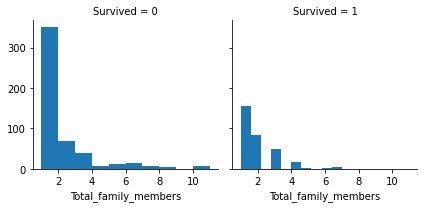 Survived = 0
Survived = 1
300
200
100
0
2 4 6 8 10
2 4 6 8 10
Total_family_members
Total_family_members